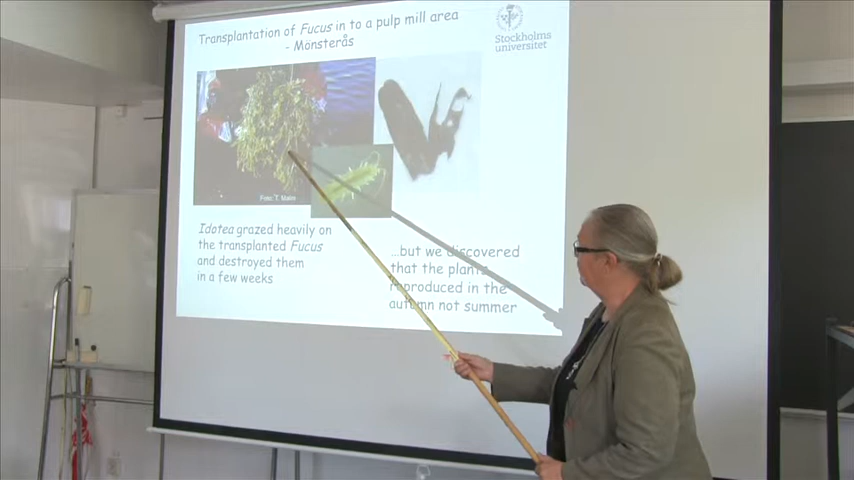 Transplantation of Fucus in to a pulp mill area
- Mönsterås
Stockholms
universitet
Foto: T. Malm
Idotea grazed heavily on
the transplanted Fucus
and destroyed them
in a few weeks
...but we discovered
that the plants
reproduced in the
autumn not summer